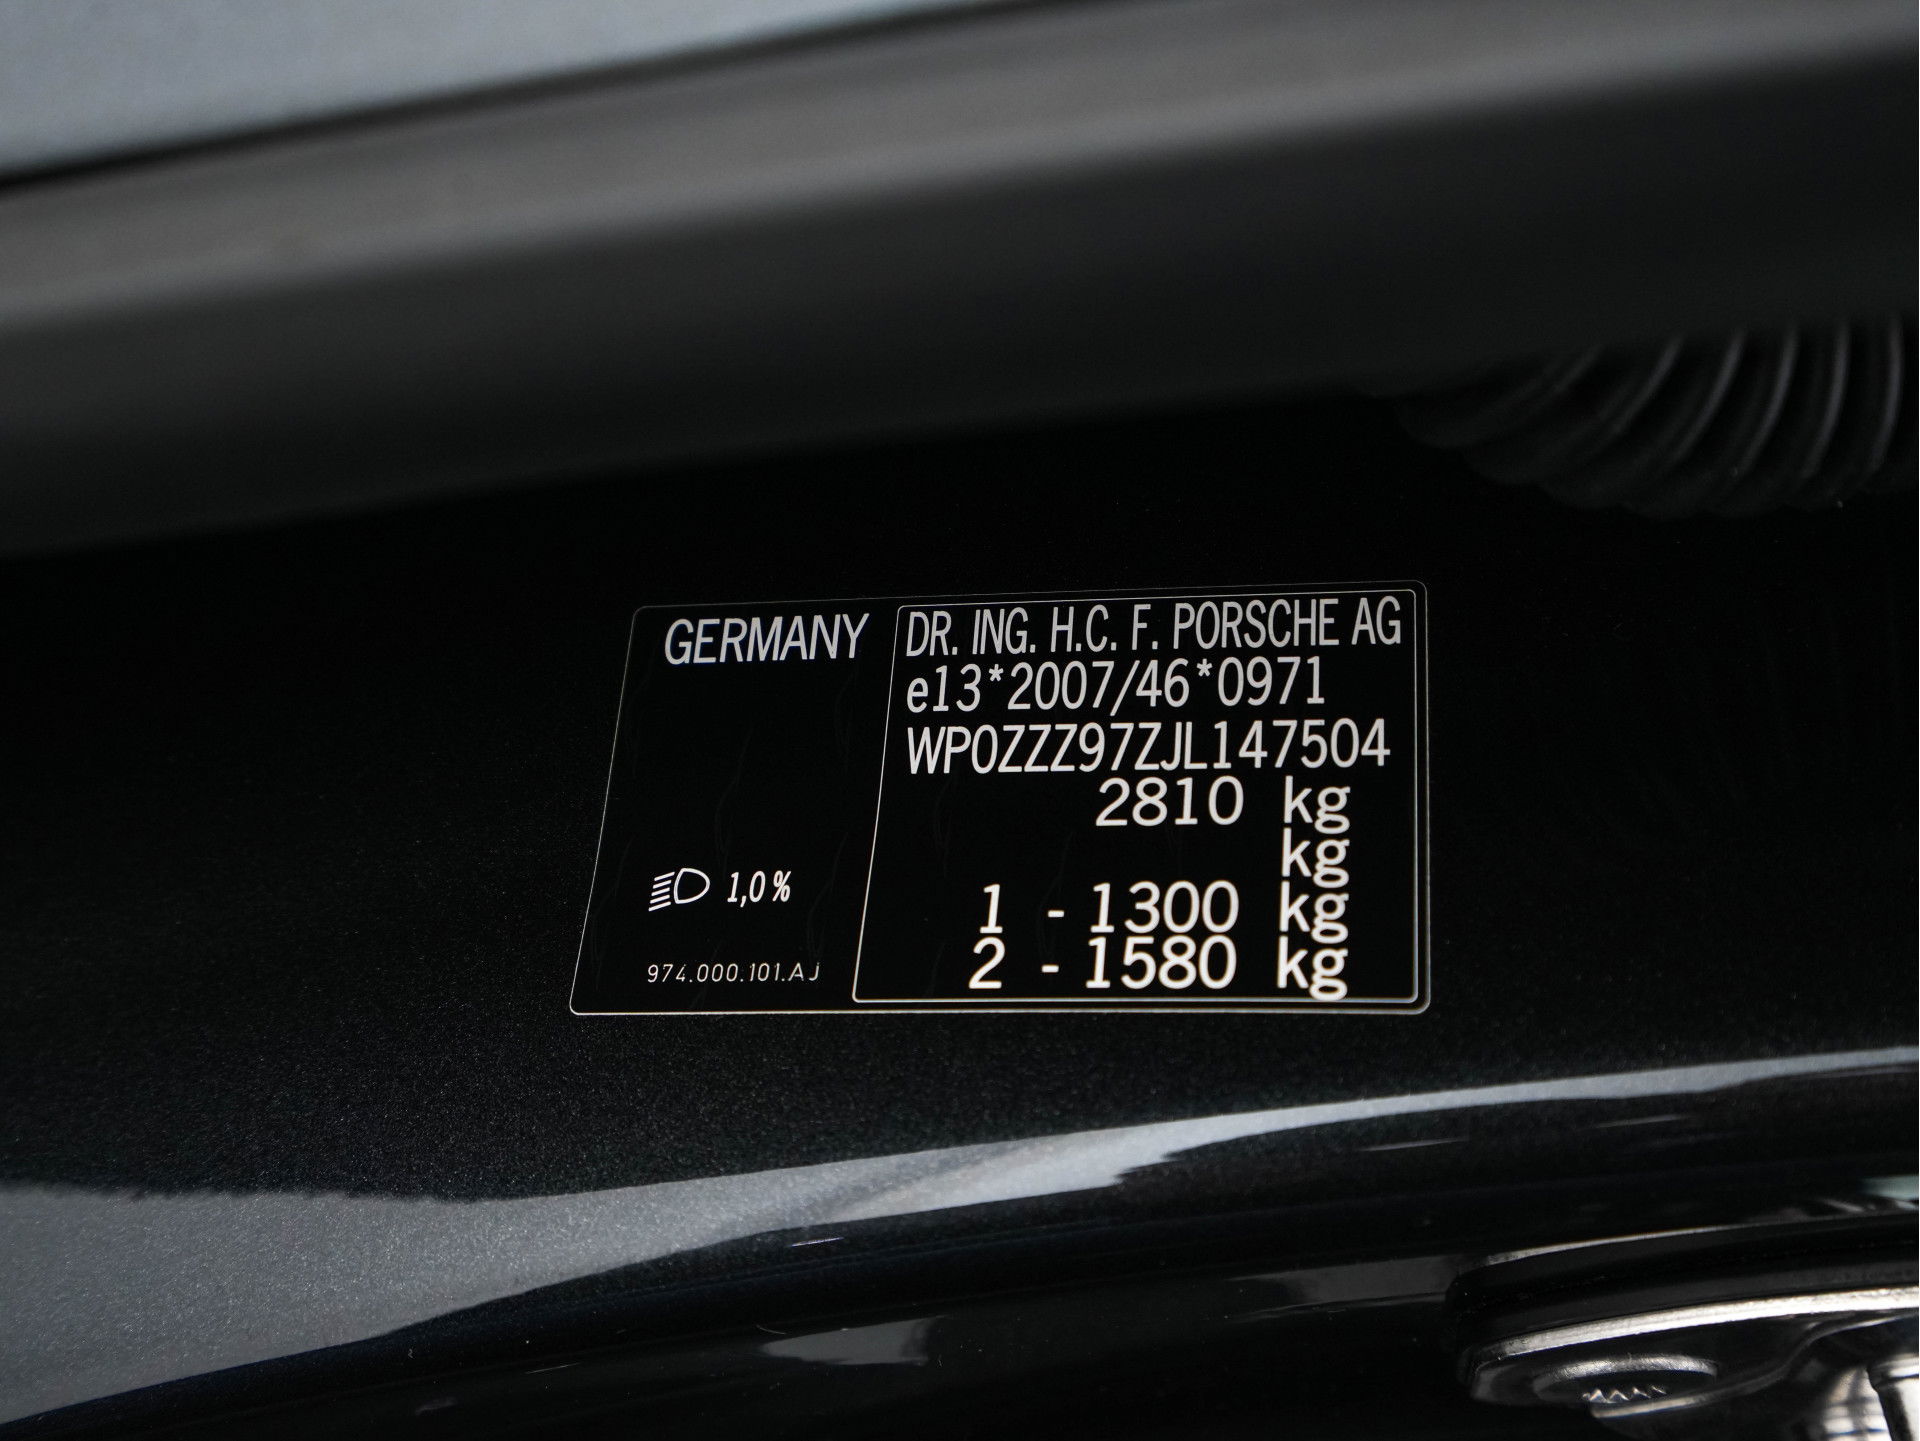 GERMANY
1,0%
974.000.101.AJ
DR. ING. H.C. F. PORSCHE AG
e13*2007/46*0971
WP0ZZZ97ZJL147504
2810 kg
kg
1 - 1300 kg
2 - 1580 kg